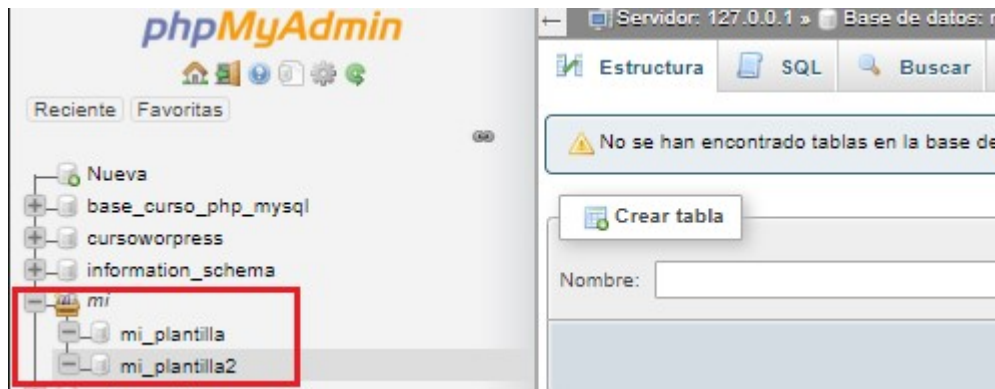 phpMyAdmin
Reciente Favoritas
Nueva
base_curso_php_mysql
cursoworpress
information_schema
mi
mi_plantilla
mi_plantilla2
Servidor: 127.0.0.1 » Base de datos:
Estructura SQL Buscar
No se han encontrado tablas en la base de
Crear tabla
Nombre: